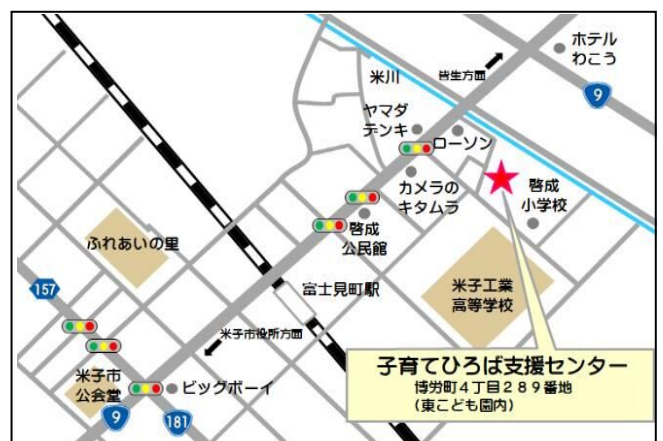 ホテル
わこう
米川
皆生方面
9
ヤマダ
デンキ
ローソン
カメラの
キタムラ
啓成
小学校
啓成
公民館
ふれあいの里
富士見町駅
米子工業
高等学校
157
米子市役所方面
米子市
公会堂
ビッグボーイ
9
181
子育てひろば支援センター
博労町4丁目289番地
(東こども園内)